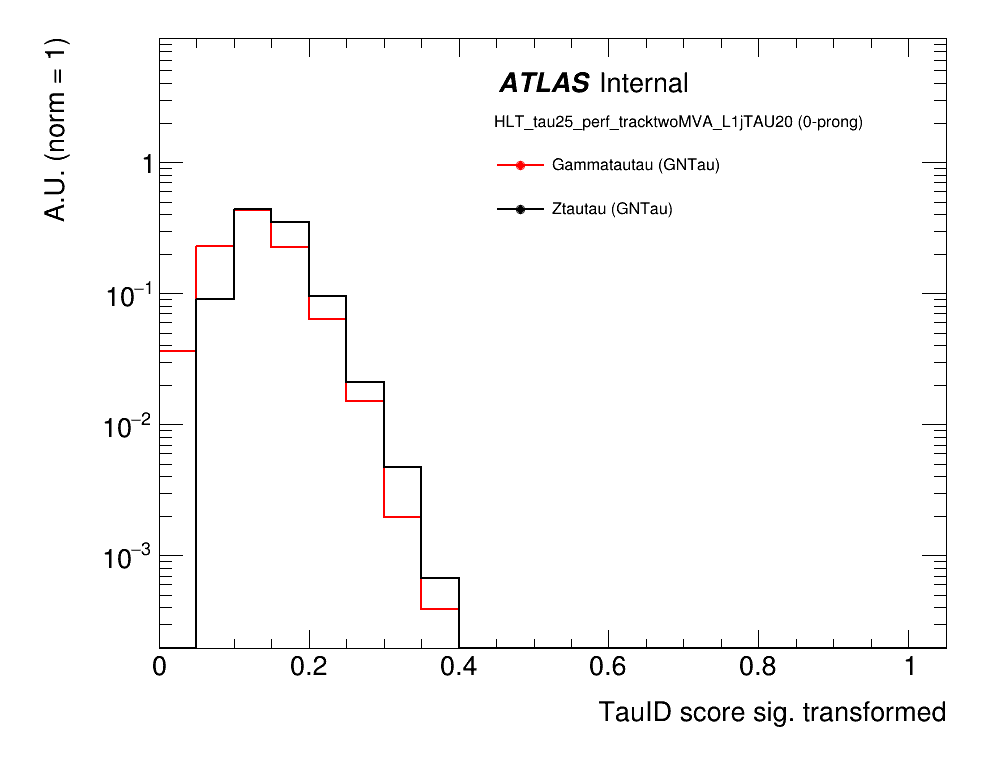 A.U. (norm = 1)
ATLAS Internal
HLT_tau25_perf_tracktwoMVA_L1jTAU20 (0-prong)
Gammatautau (GNTau)
Ztautau (GNTau)
1
10⁻¹
10⁻²
10⁻³
0 0.2 0.4 0.6 0.8 1
TauID score sig. transformed